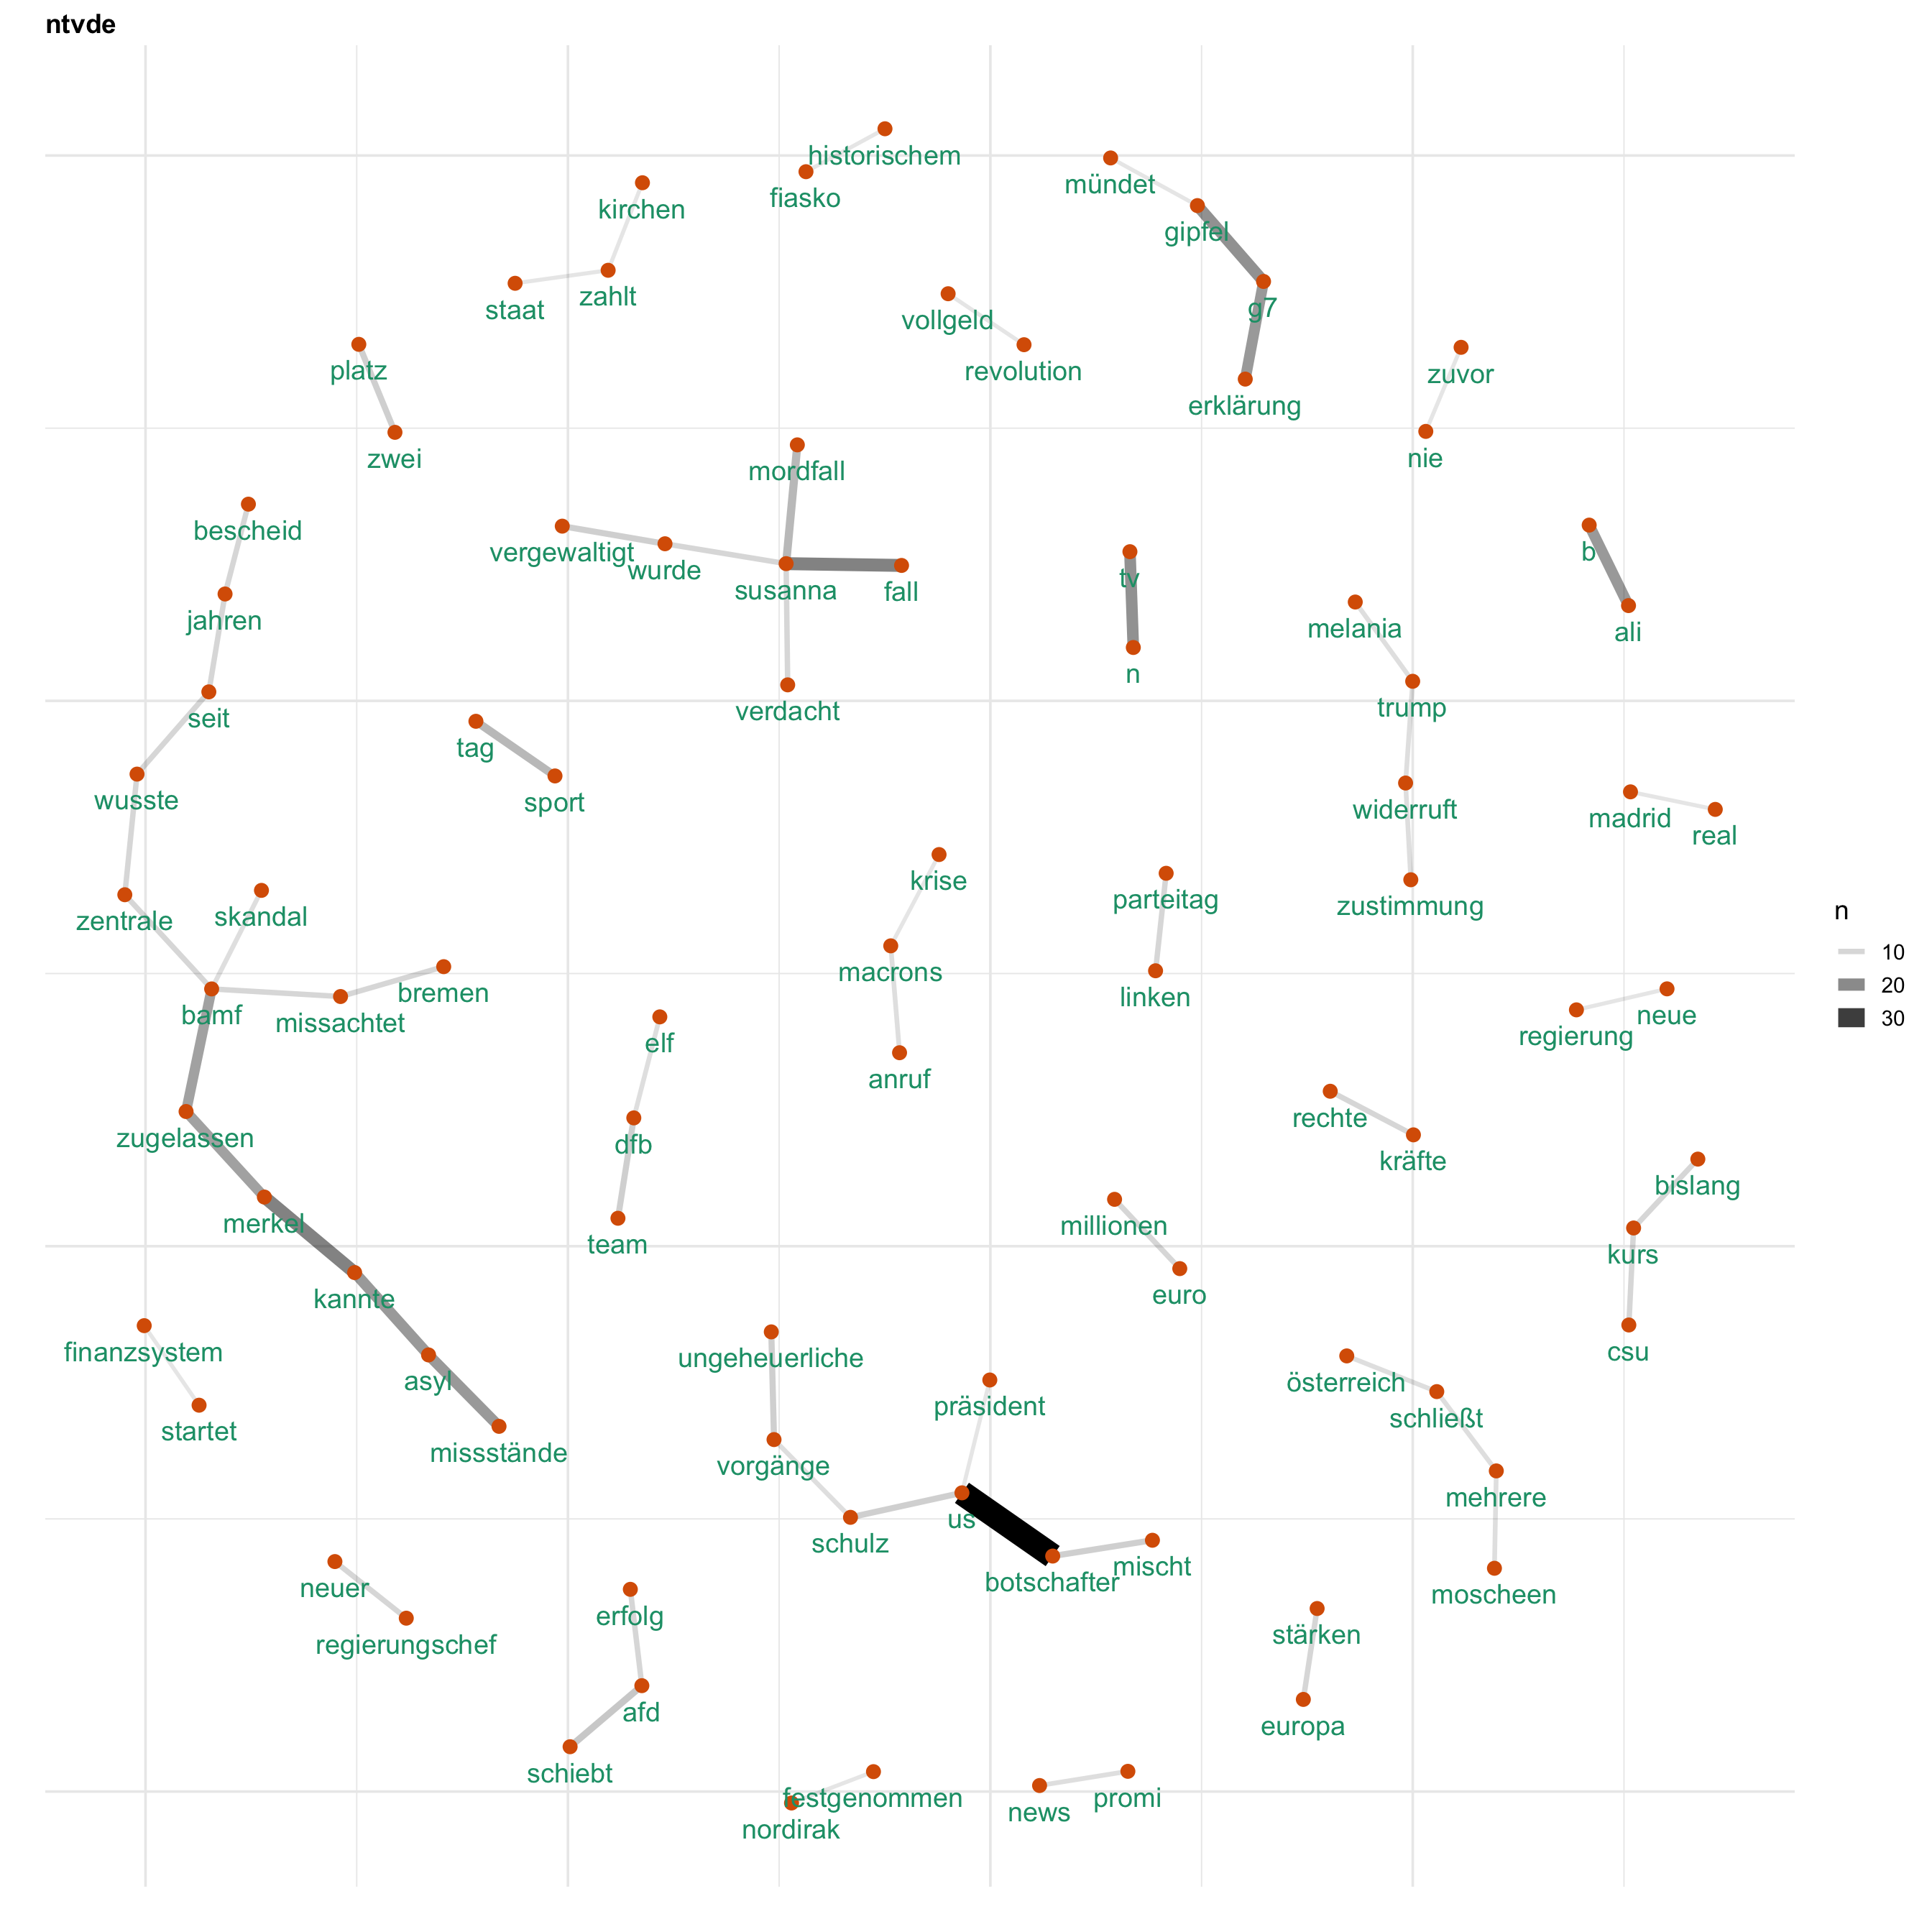 ntvde
historischem
fiasko
mündet
kirchen
gipfel
staat
zahlt
g7
vollgeld
revolution
platz
zuvor
erklärung
zwei
nie
mordfall
bescheid
vergewaltigt
wurde
susanna
fall
tv
b
jahren
melania
ali
n
seit
verdacht
trump
tag
sport
wusste
widerruft
madrid
real
krise
parteitag
zustimmung
zentrale
skandal
n
10
20
30
macrons
linken
bamf
missachtet
bremen
regierung
neue
elf
anruf
zugelassen
dfb
rechte
kräfte
bislang
merkel
team
millionen
kurs
kannte
euro
finanzsystem
ungeheuerliche
csu
asyl
österreich
präsident
schließt
startet
missstände
vorgänge
mehrere
us
schulz
mischt
botschafter
neuer
moscheen
regierungschef
erfolg
stärken
afd
europa
schiebt
festgenommen
nordirak
news
promi